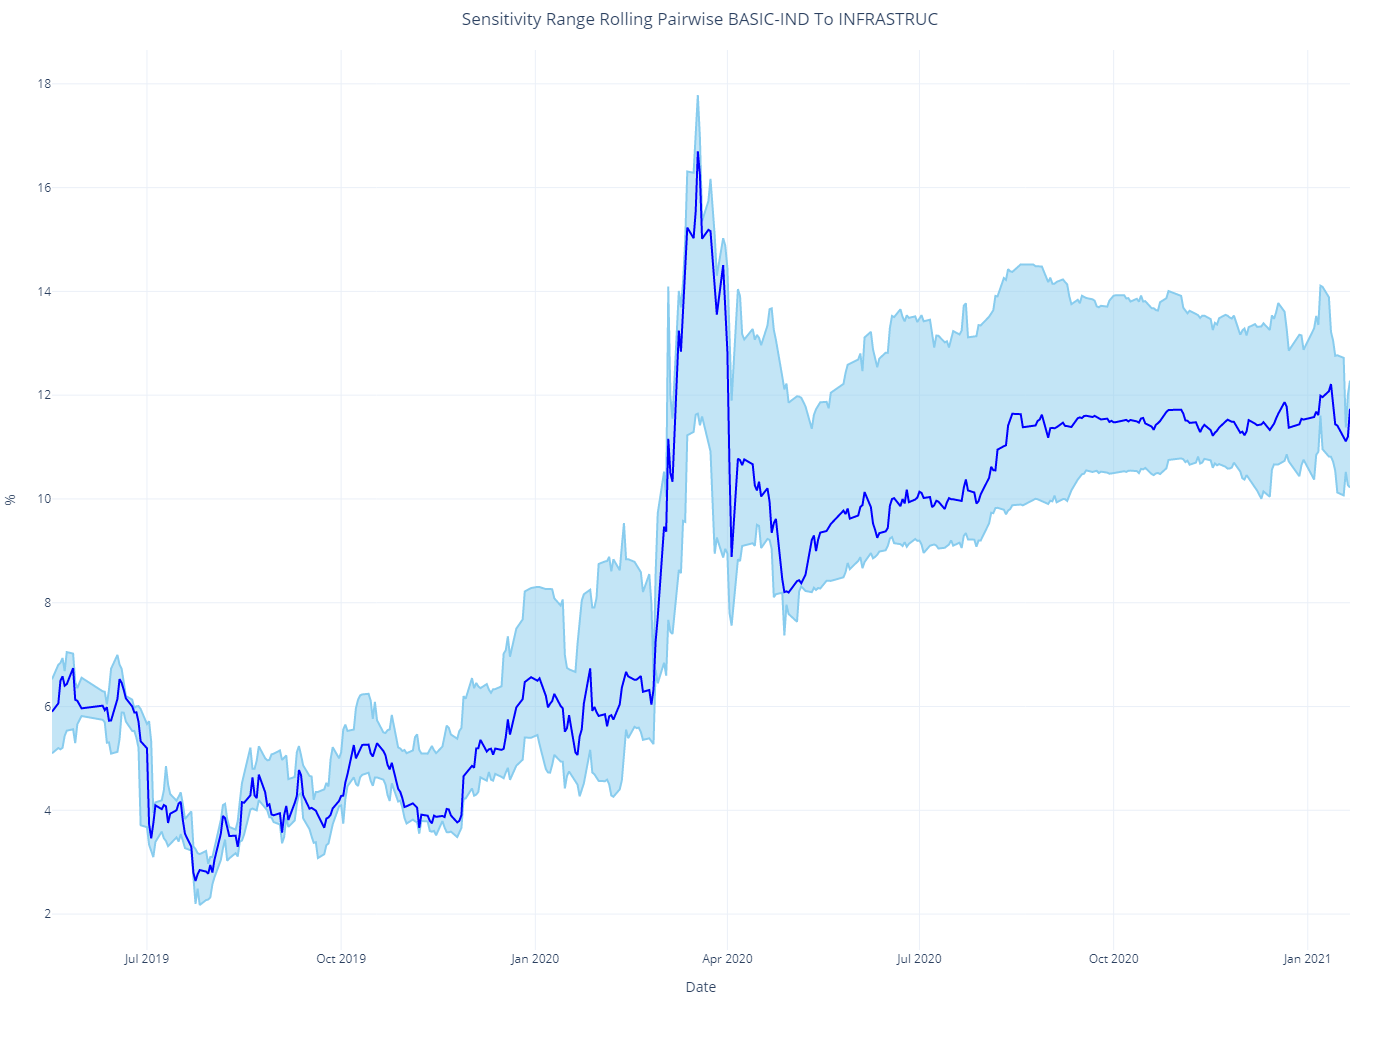 Sensitivity Range Rolling Pairwise BASIC-IND To INFRASTRUC
18
16
14
12
10
8
6
4
2
%
Jul 2019
Oct 2019
Jan 2020
Apr 2020
Jul 2020
Oct 2020
Jan 2021
Date